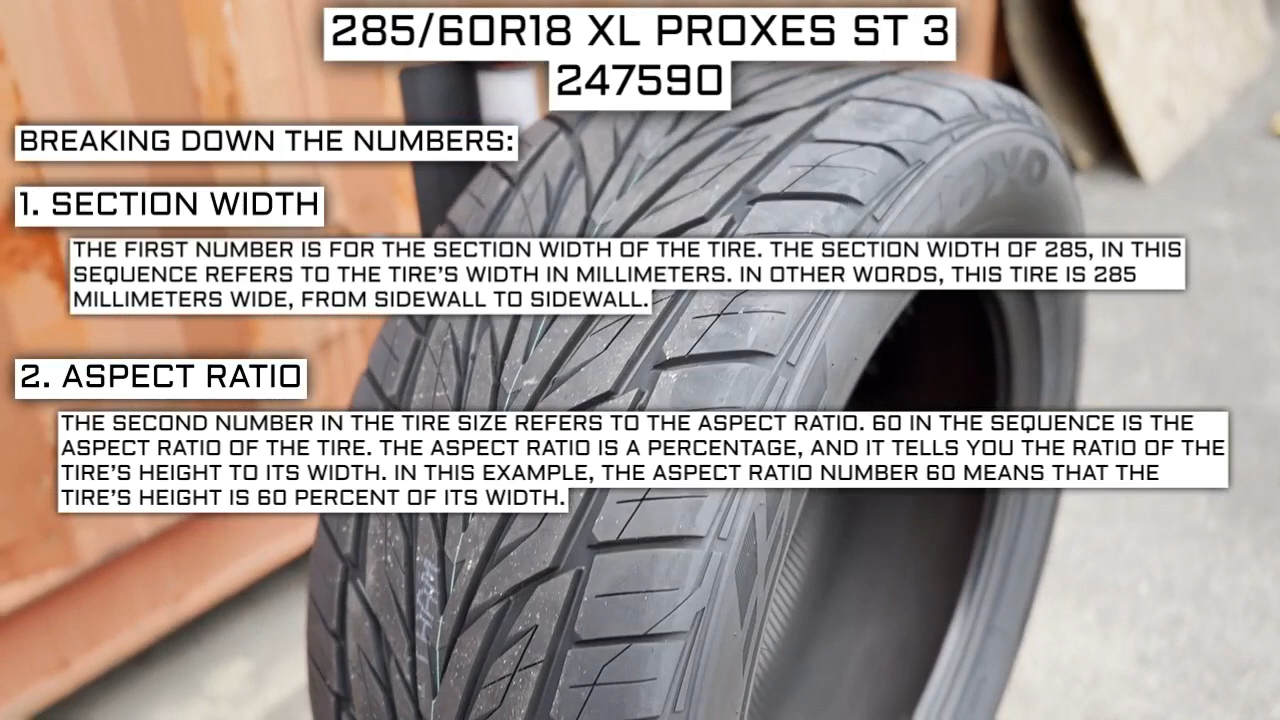 285/60R18 XL PROXES ST 3
247590
BREAKING DOWN THE NUMBERS:
1. SECTION WIDTH
THE FIRST NUMBER IS FOR THE SECTION WIDTH OF THE TIRE. THE SECTION WIDTH OF 285, IN THIS
SEQUENCE REFERS TO THE TIRE'S WIDTH IN MILLIMETERS. IN OTHER WORDS, THIS TIRE IS 285
MILLIMETERS WIDE, FROM SIDEWALL TO SIDEWALL.
2. ASPECT RATIO
THE SECOND NUMBER IN THE TIRE SIZE REFERS TO THE ASPECT RATIO. 60 IN THE SEQUENCE IS THE
ASPECT RATIO OF THE TIRE. THE ASPECT RATIO IS A PERCENTAGE, AND IT TELLS YOU THE RATIO OF THE
TIRE'S HEIGHT TO ITS WIDTH. IN THIS EXAMPLE, THE ASPECT RATIO NUMBER 60 MEANS THAT THE
TIRE'S HEIGHT IS 60 PERCENT OF ITS WIDTH.